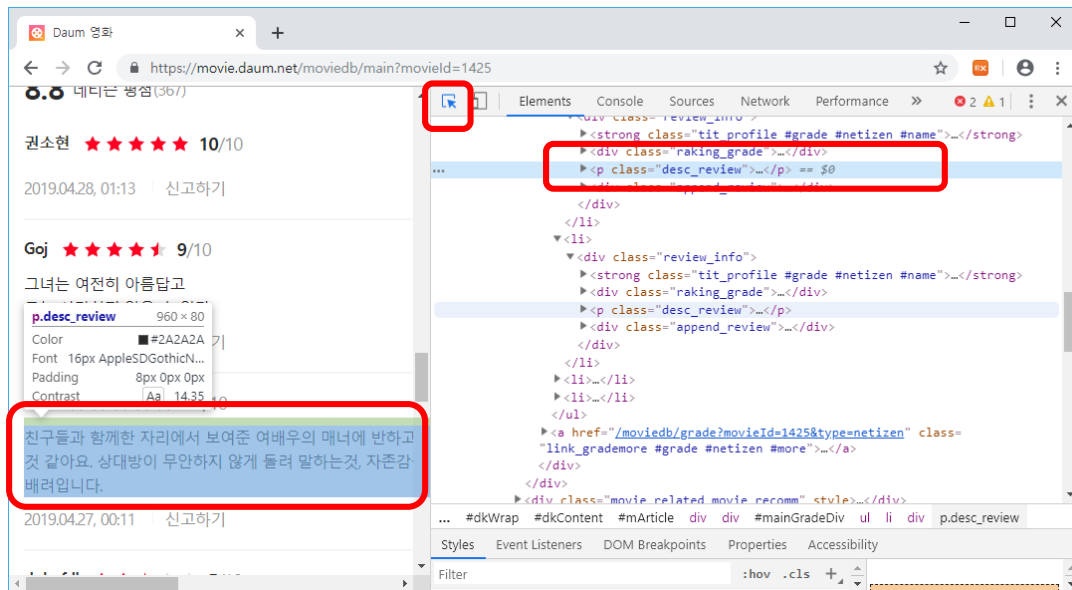 Daum 영화
https://movie.daum.net/moviedb/main?movieId=1425
8.8 네티즌 평점(367)
권소현 10/10
2019.04.28, 01:13 신고하기
Goj 9/10
그녀는 여전히 아름답고
p.desc_review 960 × 80
Color #2A2A2A
Font 16px AppleSDGothicN...
Padding 8px 0px 0px
Contrast Aa 14.35
친구들과 함께한 자리에서 보여준 여배우의 매너에 반하고
것 같아요. 상대방이 무안하지 않게 돌려 말하는것, 자존감
배려입니다.
2019.04.27, 00:11 신고하기
Elements Console Sources Network Performance » 2 1
<div class="review_info">
<strong class="tit_profile #grade #netizen #name">…</strong>
<div class="raking_grade">…</div>
... <p class="desc_review">…</p> == $0
<div class="append_review">…</div>
</div>
</li>
<li>
<div class="review_info">
<strong class="tit_profile #grade #netizen #name">…</strong>
<div class="raking_grade">…</div>
<p class="desc_review">…</p>
<div class="append_review">…</div>
</div>
</li>
<li>…</li>
<li>…</li>
</ul>
<a href="/moviedb/grade?movieId=1425&type=netizen" class=
"link_grademore #grade #netizen #more">…</a>
</div>
</div>
<div class="movie_related movie_recomm" style>…</div>
... #dkWrap #dkContent #mArticle div div #mainGradeDiv ul li div p.desc_review
Styles Event Listeners DOM Breakpoints Properties Accessibility
Filter :hov .cls +